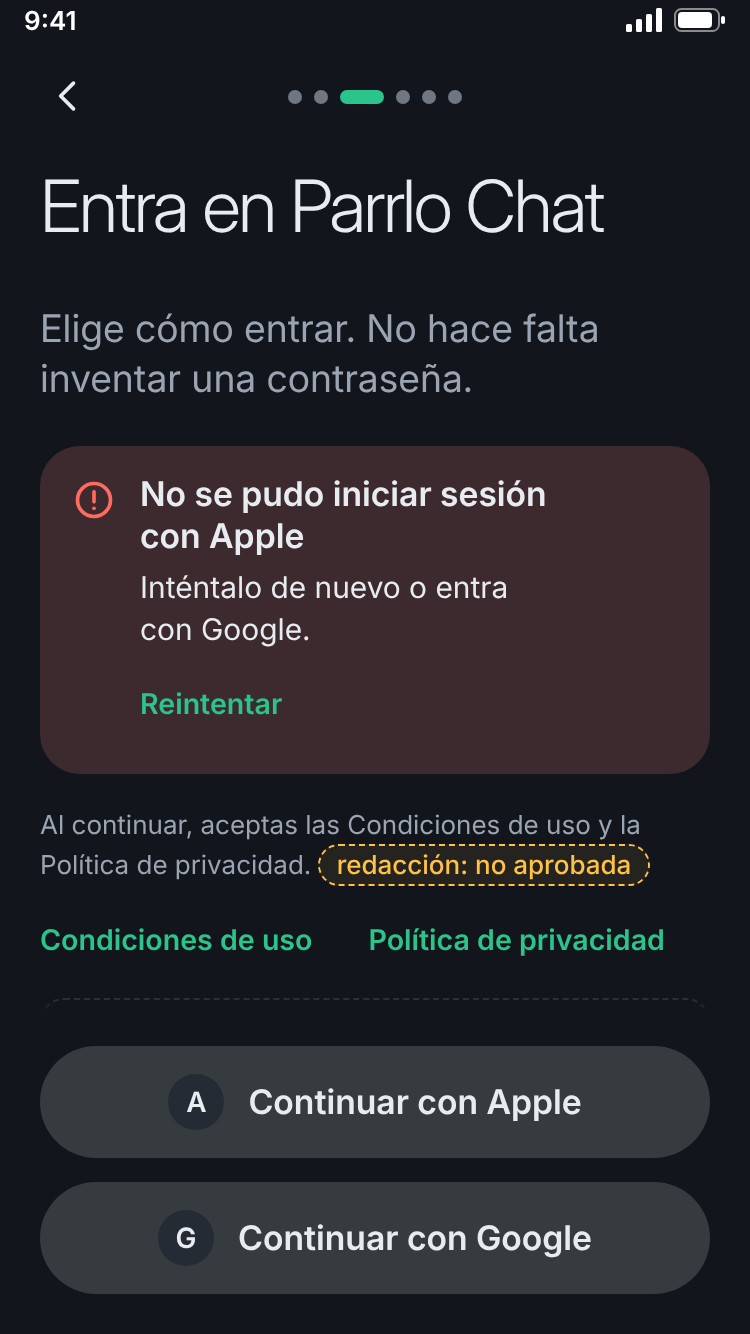 9:41
Entra en Parrlo Chat
Elige cómo entrar. No hace falta
inventar una contraseña.
No se pudo iniciar sesión
con Apple
Inténtalo de nuevo o entra
con Google.
Reintentar
Al continuar, aceptas las Condiciones de uso y la
Política de privacidad. redacción: no aprobada
Condiciones de uso Política de privacidad
A Continuar con Apple
G Continuar con Google